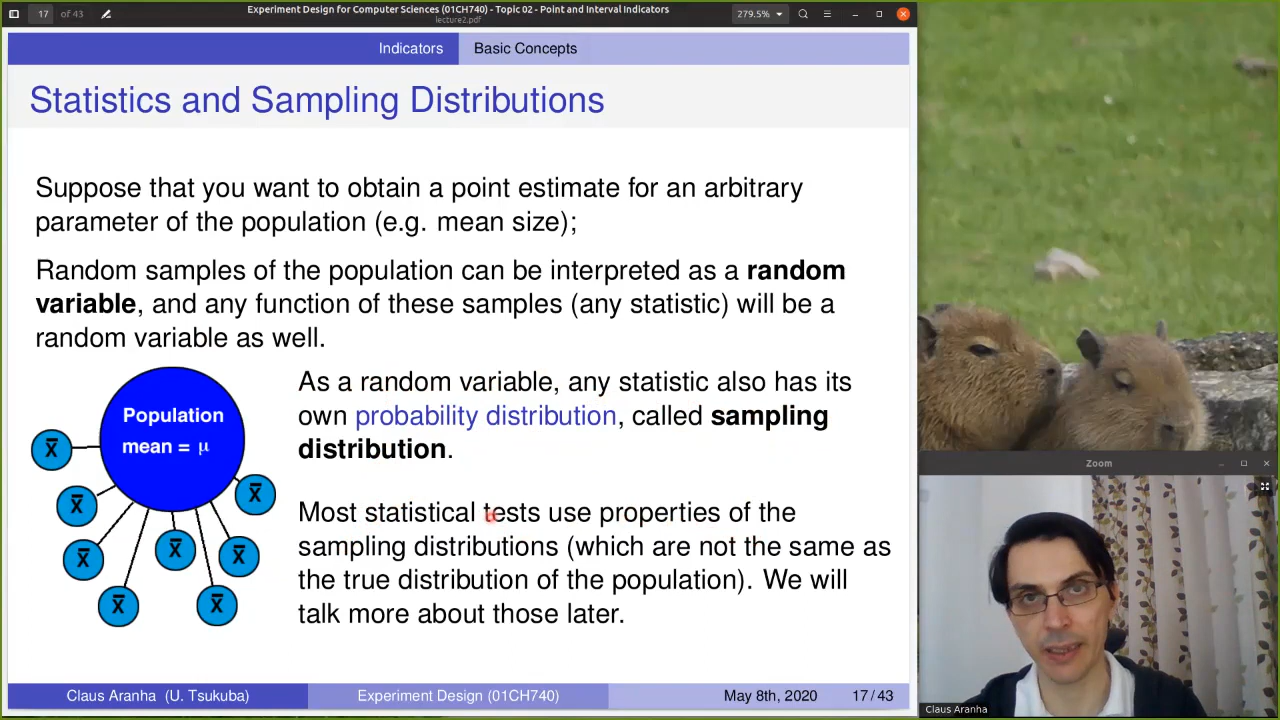 17 of 43
Experiment Design for Computer Sciences (01CH740) - Topic 02 - Point and Interval Indicators
lecture2.pdf
279.5%
Indicators
Basic Concepts
Statistics and Sampling Distributions
Suppose that you want to obtain a point estimate for an arbitrary
parameter of the population (e.g. mean size);
Random samples of the population can be interpreted as a random
variable, and any function of these samples (any statistic) will be a
random variable as well.
Population
mean = μ
X̅
X̅
X̅
X̅
X̅
X̅
X̅
X̅
As a random variable, any statistic also has its
own probability distribution, called sampling
distribution.
Most statistical tests use properties of the
sampling distributions (which are not the same as
the true distribution of the population). We will
talk more about those later.
Claus Aranha (U. Tsukuba)
Experiment Design (01CH740)
May 8th, 2020
17 / 43
Zoom
Claus Aranha